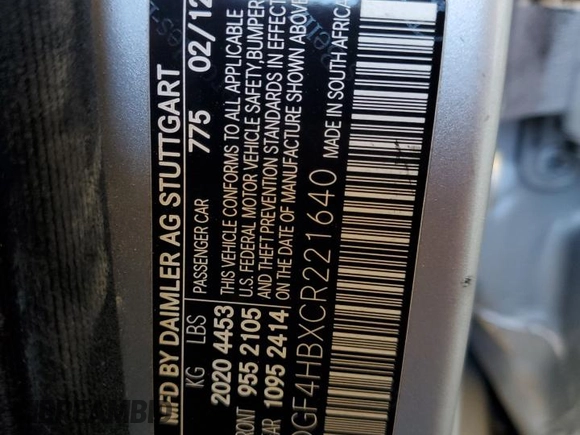 MFD BY DAIMLER AG STUTTGART
775 02/12
PASSENGER CAR
KG LBS
2020 4453
FRONT 955 2105
REAR 1095 2414
THIS VEHICLE CONFORMS TO ALL APPLICABLE
U.S. FEDERAL MOTOR VEHICLE SAFETY, BUMPER
AND THEFT PREVENTION STANDARDS IN EFFECT
ON THE DATE OF MANUFACTURE SHOWN ABOVE
GF4HBXCR221640 MADE IN SOUTH AFRICA